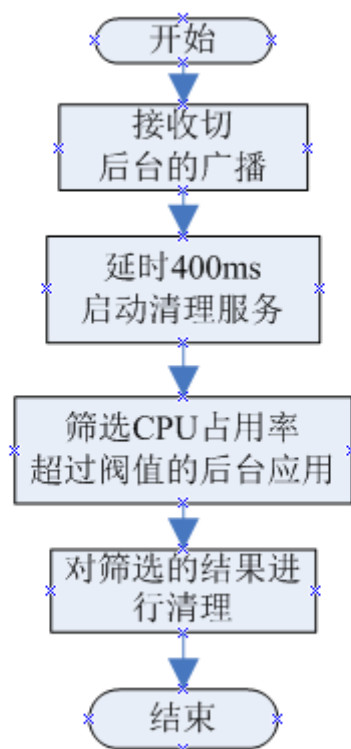 开始
接收切
后台的广播
延时400ms
启动清理服务
筛选CPU占用率
超过阀值的后台应用
对筛选的结果进
行清理
结束